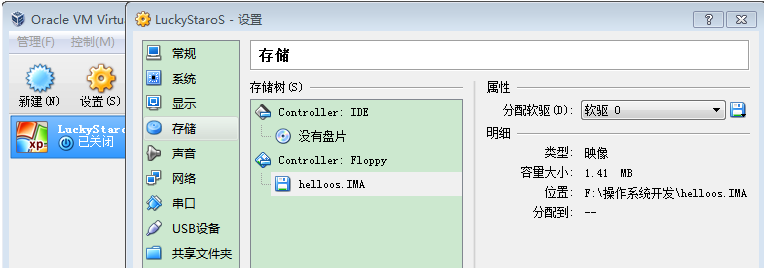 Oracle VM Virtu
管理(F) 控制(M)
新建(N) 设置(S)
LuckyStaro
已关闭
xp
LuckyStaroS - 设置
常规
系统
显示
存储
声音
网络
串口
USB设备
共享文件夹
存储
存储树(S)
Controller: IDE
没有盘片
Controller: Floppy
helloos.IMA
属性
分配软驱(D): 软驱 0
明细
类型: 映像
容量大小: 1.41 MB
位置: F:\操作系统开发\helloos.IMA
分配到: --